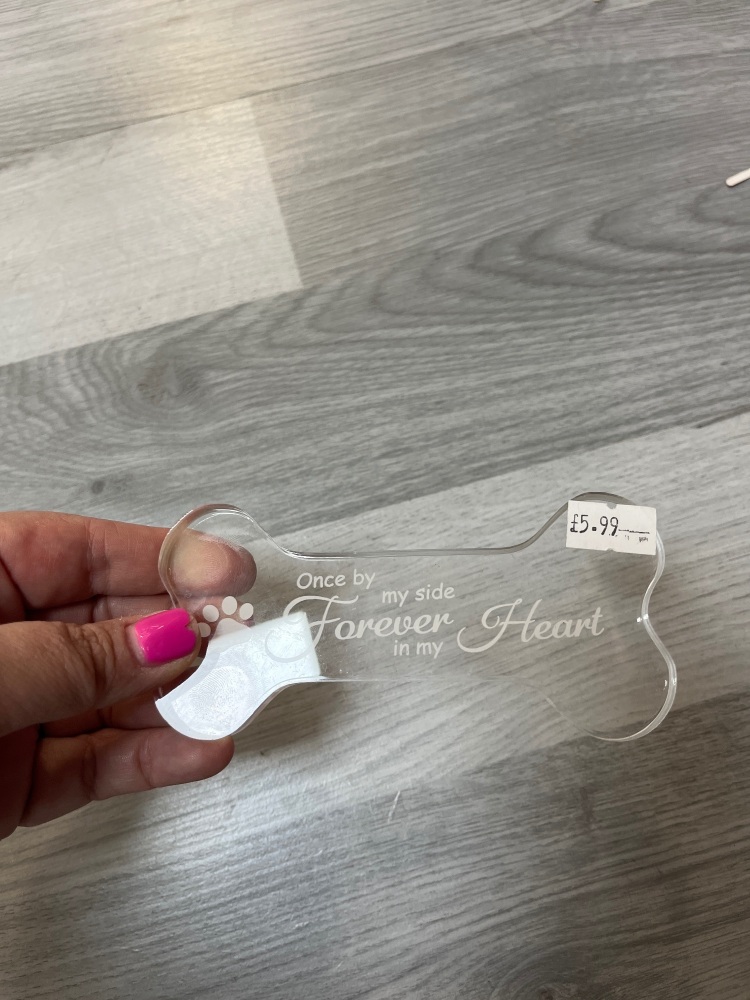 £5.99
Once by
my side
Forever
in my
Heart